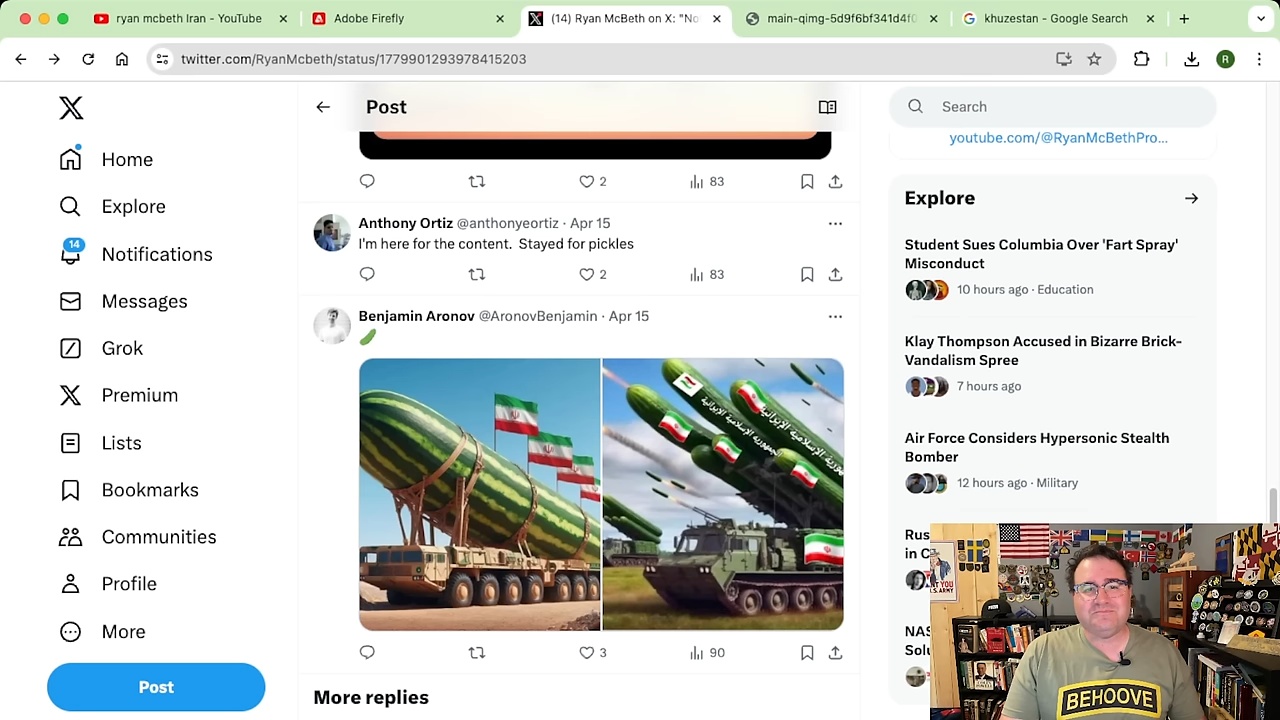 ryan mcbeth Iran - YouTube
Adobe Firefly
(14) Ryan McBeth on X: "No
main-qimg-5d9f6bf341d4f0
khuzestan - Google Search
twitter.com/RyanMcbeth/status/1779901293978415203
R
Home
Explore
14
Notifications
Messages
Grok
Premium
Lists
Bookmarks
Communities
Profile
More
Post
Post
2
83
Anthony Ortiz @anthonyeortiz · Apr 15
I'm here for the content. Stayed for pickles
2
83
Benjamin Aronov @AronovBenjamin · Apr 15
3
90
More replies
Search
youtube.com/@RyanMcBethPro...
Explore
Student Sues Columbia Over 'Fart Spray'
Misconduct
10 hours ago · Education
Klay Thompson Accused in Bizarre Brick-
Vandalism Spree
7 hours ago
Air Force Considers Hypersonic Stealth
Bomber
12 hours ago · Military
Rus
in C
NAS
Solu
BEHOOVE